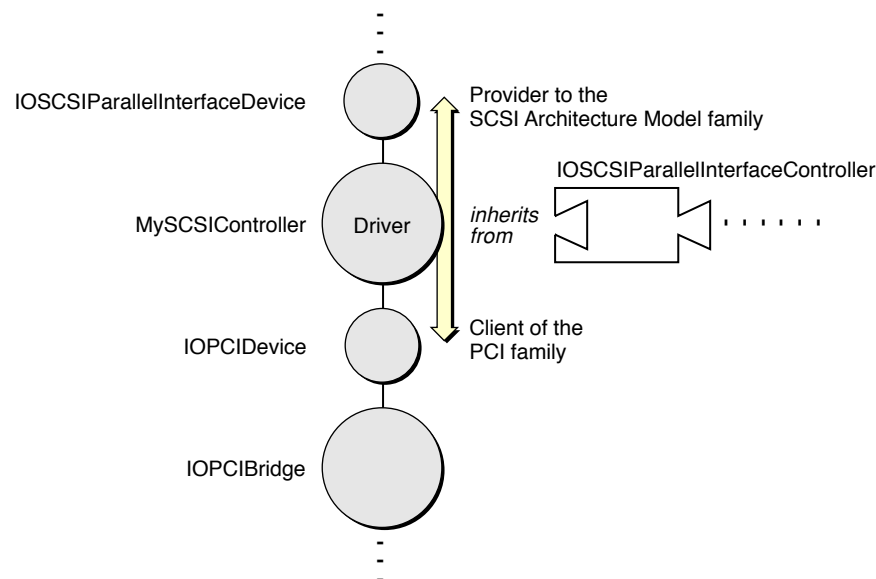 IOSCSIParallelInterfaceDevice
Provider to the
SCSI Architecture Model family
IOSCSIParallelInterfaceController
MySCSIController
Driver
inherits
from
IOPCIDevice
Client of the
PCI family
IOPCIBridge